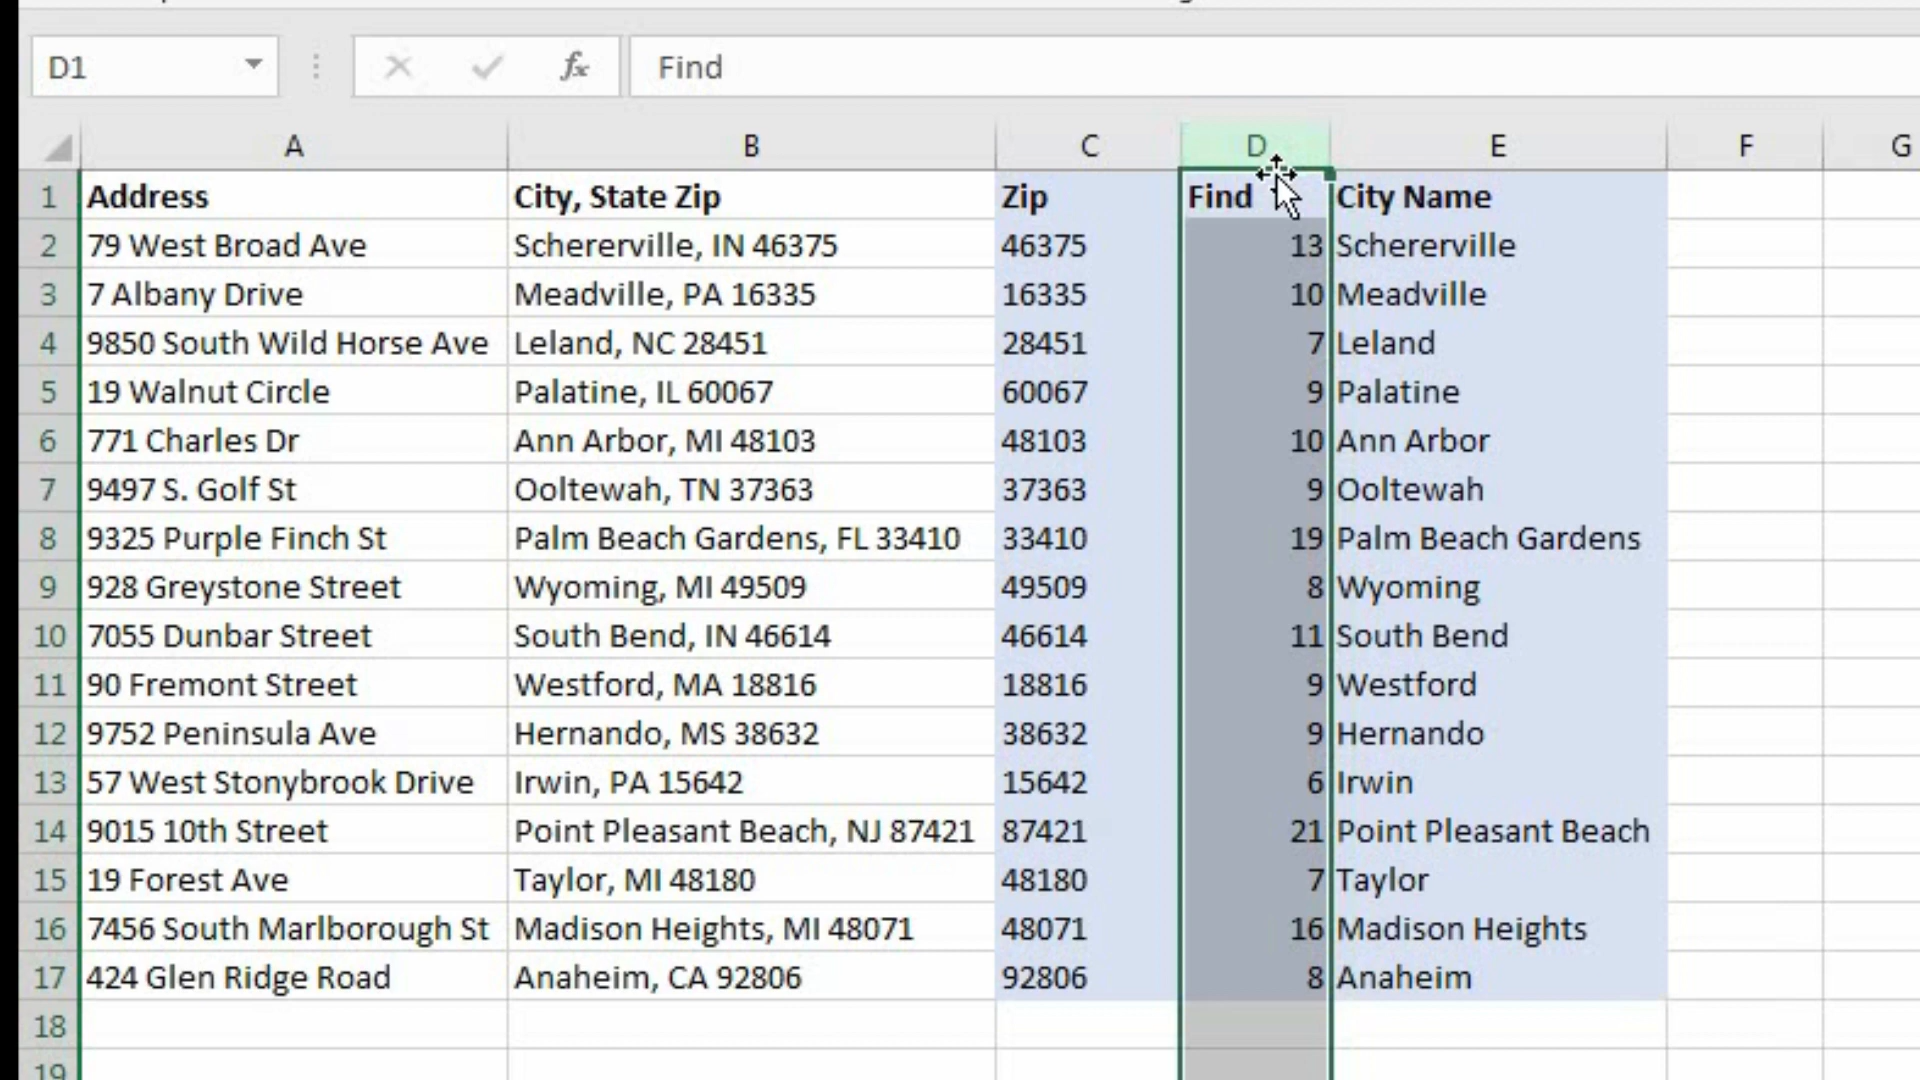 D1 fx Find
A B C D E F G
1 Address City, State Zip Zip Find City Name
2 79 West Broad Ave Schererville, IN 46375 46375 13 Schererville
3 7 Albany Drive Meadville, PA 16335 16335 10 Meadville
4 9850 South Wild Horse Ave Leland, NC 28451 28451 7 Leland
5 19 Walnut Circle Palatine, IL 60067 60067 9 Palatine
6 771 Charles Dr Ann Arbor, MI 48103 48103 10 Ann Arbor
7 9497 S. Golf St Ooltewah, TN 37363 37363 9 Ooltewah
8 9325 Purple Finch St Palm Beach Gardens, FL 33410 33410 19 Palm Beach Gardens
9 928 Greystone Street Wyoming, MI 49509 49509 8 Wyoming
10 7055 Dunbar Street South Bend, IN 46614 46614 11 South Bend
11 90 Fremont Street Westford, MA 18816 18816 9 Westford
12 9752 Peninsula Ave Hernando, MS 38632 38632 9 Hernando
13 57 West Stonybrook Drive Irwin, PA 15642 15642 6 Irwin
14 9015 10th Street Point Pleasant Beach, NJ 87421 87421 21 Point Pleasant Beach
15 19 Forest Ave Taylor, MI 48180 48180 7 Taylor
16 7456 South Marlborough St Madison Heights, MI 48071 48071 16 Madison Heights
17 424 Glen Ridge Road Anaheim, CA 92806 92806 8 Anaheim
18
19